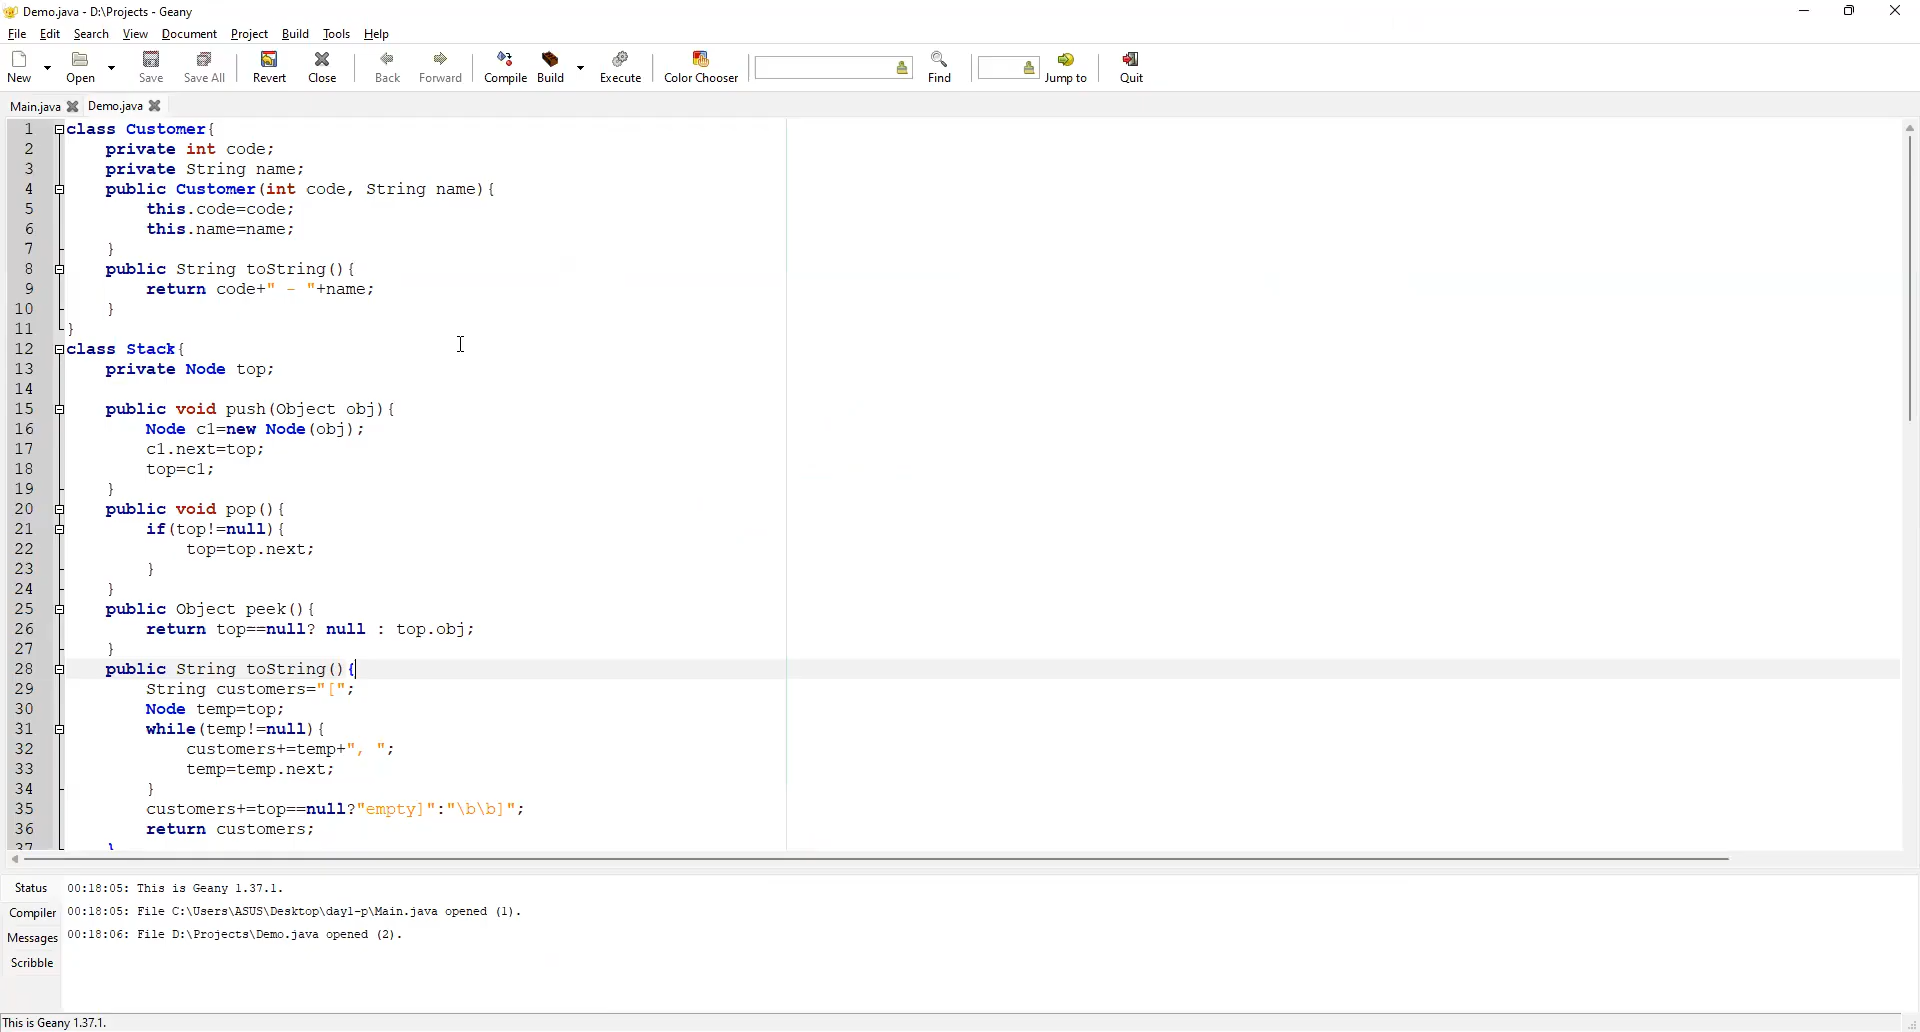 Demo.java - D:\Projects - Geany
File Edit Search View Document Project Build Tools Help
New Open Save Save All Revert Close Back Forward Compile Build Execute Color Chooser Find Jump to Quit
Main.java Demo.java
1 class Customer{
2     private int code;
3     private String name;
4     public Customer(int code, String name){
5         this.code=code;
6         this.name=name;
7     }
8     public String toString(){
9         return code+" - "+name;
10     }
11 }
12 class Stack{
13     private Node top;
14
15     public void push(Object obj){
16         Node c1=new Node(obj);
17         c1.next=top;
18         top=c1;
19     }
20     public void pop(){
21         if(top!=null){
22             top=top.next;
23         }
24     }
25     public Object peek(){
26         return top==null? null : top.obj;
27     }
28     public String toString(){
29         String customers="[";
30         Node temp=top;
31         while(temp!=null){
32             customers+=temp+", ";
33             temp=temp.next;
34         }
35         customers+=top==null?"empty]":"\b\b]";
36         return customers;
37     }
Status 00:18:05: This is Geany 1.37.1.
Compiler 00:18:05: File C:\Users\ASUS\Desktop\day1-p\Main.java opened (1).
Messages 00:18:06: File D:\Projects\Demo.java opened (2).
Scribble
This is Geany 1.37.1.